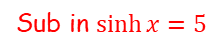 Sub in sinh x = 5